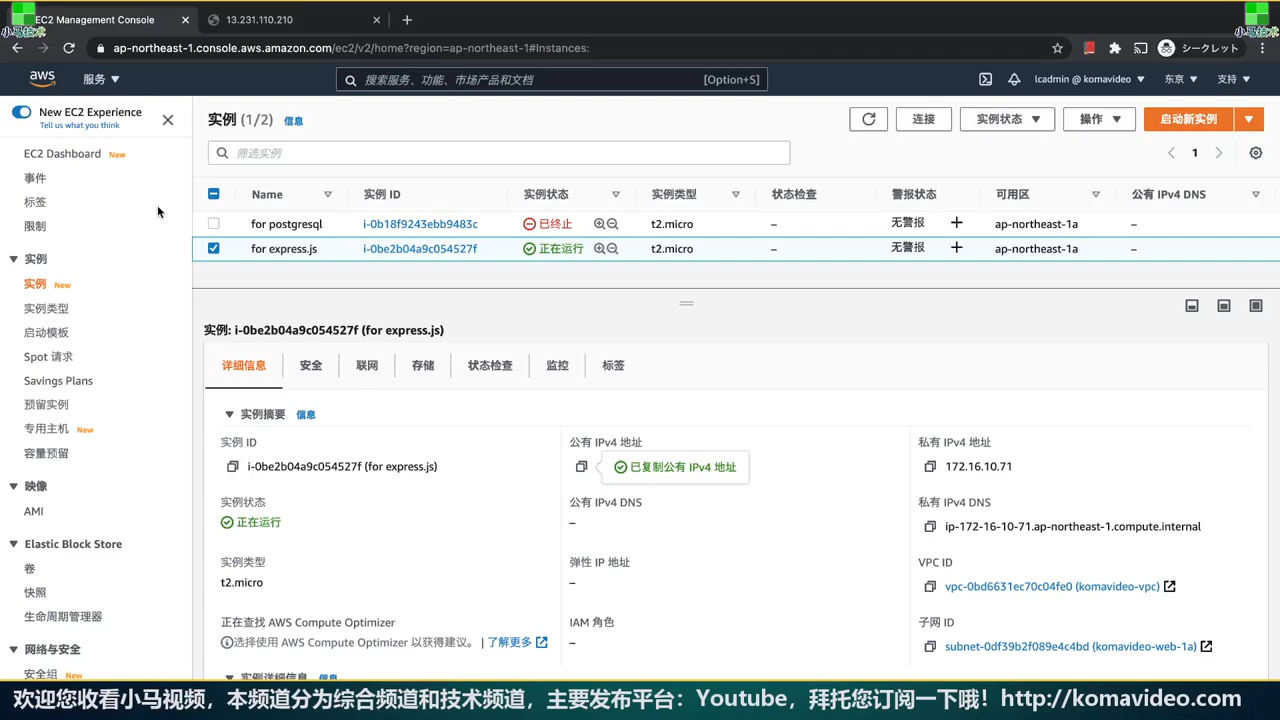 EC2 Management Console
13.231.110.210
小马技术
小马技术
ap-northeast-1.console.aws.amazon.com/ec2/v2/home?region=ap-northeast-1#Instances:
シークレット
aws
服务
搜索服务、功能、市场产品和文档
[Option+S]
lcadmin @ komavideo
东京
支持
New EC2 Experience
Tell us what you think
EC2 Dashboard New
事件
标签
限制
实例
实例 New
实例类型
启动模板
Spot 请求
Savings Plans
预留实例
专用主机 New
容量预留
映像
AMI
Elastic Block Store
卷
快照
生命周期管理器
网络与安全
安全组 New
实例 (1/2) 信息
连接
实例状态
操作
启动新实例
筛选实例
1
Name 实例 ID 实例状态 实例类型 状态检查 警报状态 可用区 公有 IPv4 DNS
for postgresql i-0b18f9243ebb9483c 已终止 t2.micro – 无警报 + ap-northeast-1a –
for express.js i-0be2b04a9c054527f 正在运行 t2.micro – 无警报 + ap-northeast-1a –
实例: i-0be2b04a9c054527f (for express.js)
详细信息 安全 联网 存储 状态检查 监控 标签
实例摘要 信息
实例 ID
i-0be2b04a9c054527f (for express.js)
公有 IPv4 地址
已复制公有 IPv4 地址
私有 IPv4 地址
172.16.10.71
实例状态
正在运行
公有 IPv4 DNS
–
私有 IPv4 DNS
ip-172-16-10-71.ap-northeast-1.compute.internal
实例类型
t2.micro
弹性 IP 地址
–
VPC ID
vpc-0bd6631ec70c04fe0 (komavideo-vpc)
正在查找 AWS Compute Optimizer
选择使用 AWS Compute Optimizer 以获得建议。 | 了解更多
IAM 角色
–
子网 ID
subnet-0df39b2f089e4c4bd (komavideo-web-1a)
实例详细信息 信息
欢迎您收看小马视频，本频道分为综合频道和技术频道，主要发布平台：Youtube，拜托您订阅一下哦！http://komavideo.com